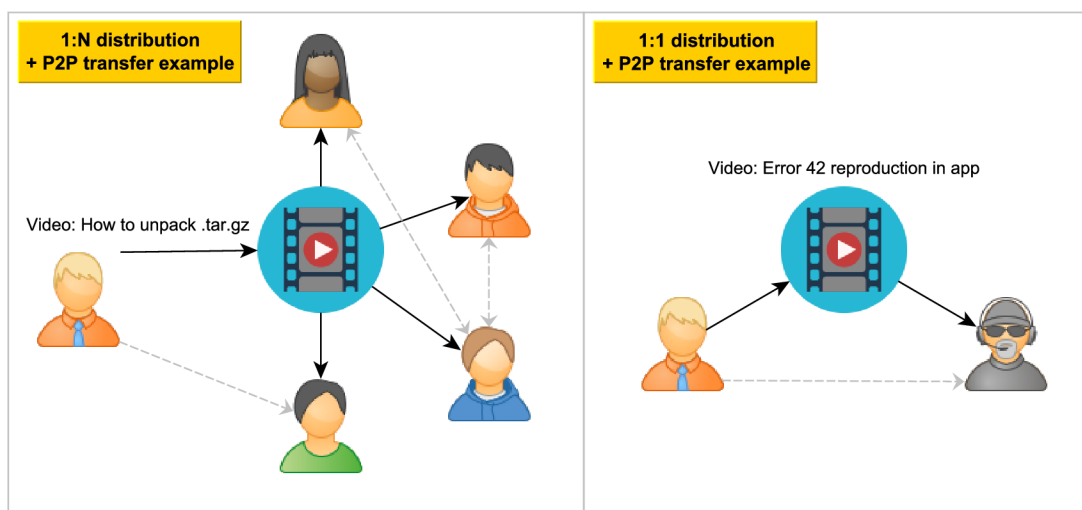 1:N distribution
+ P2P transfer example
Video: How to unpack .tar.gz
1:1 distribution
+ P2P transfer example
Video: Error 42 reproduction in app